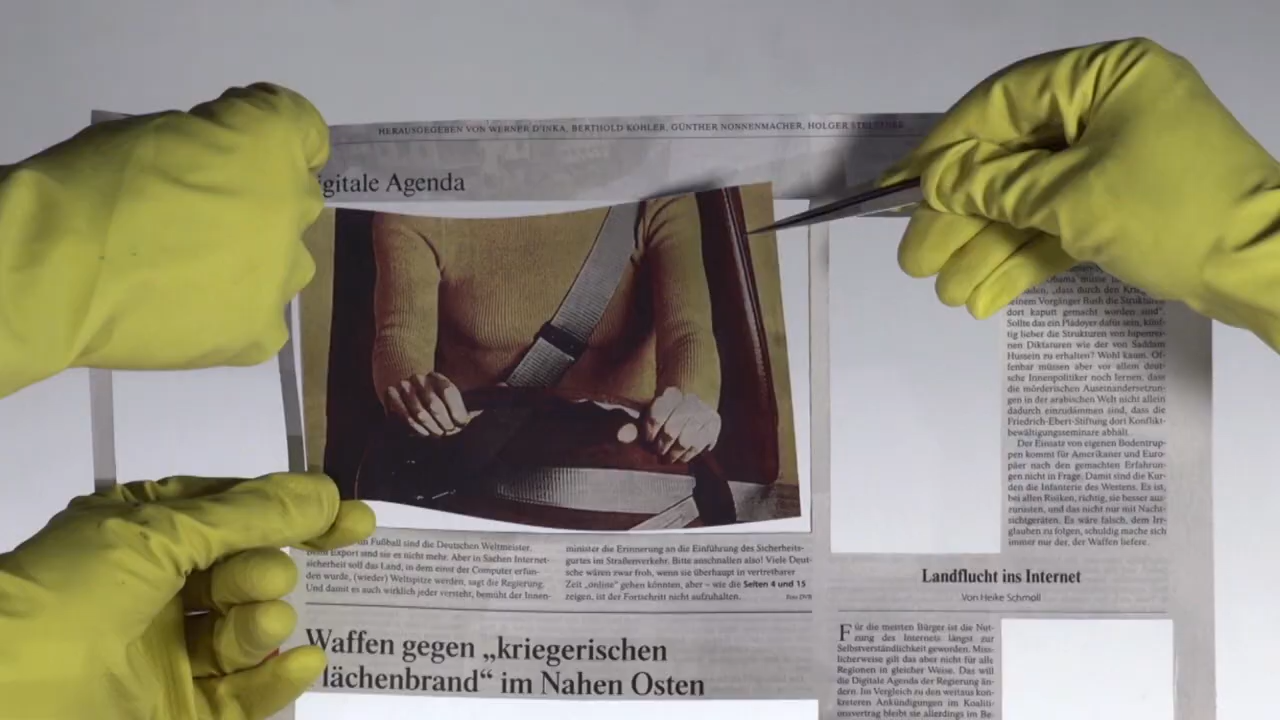 HERAUSGEGEBEN VON WERNER D'INKA, BERTHOLD KOHLER, GÜNTHER NONNENMACHER, HOLGER STELTZNER
igitale Agenda
m Fußball sind die Deutschen Weltmeister.
beim Export sind sie es nicht mehr. Aber in Sachen Internet-
sicherheit soll das Land, in dem einst der Computer erfun-
den wurde, (wieder) Weltspitze werden, sagt die Regierung.
Und damit es auch wirklich jeder versteht, bemüht der Innen-
minister die Erinnerung an die Einführung des Sicherheits-
gurtes im Straßenverkehr. Bitte anschnallen also! Viele Deut-
sche wären zwar froh, wenn sie überhaupt in vertretbarer
Zeit „online“ gehen könnten, aber – wie die Seiten 4 und 15
zeigen, ist der Fortschritt nicht aufzuhalten.
Foto DVR
Waffen gegen „kriegerischen
lächenbrand“ im Nahen Osten
Obama müsse
aden, „dass durch den Krieg
seinem Vorgänger Bush die Strukturen
dort kaputt gemacht worden sind“.
Sollte das ein Plädoyer dafür sein, künf-
tig lieber die Strukturen von
nen Diktaturen wie der von Saddam
Hussein zu erhalten? Wohl kaum. Of-
fenbar müssen aber vor allem deut-
sche Innenpolitiker noch lernen, dass
die mörderischen Auseinandersetzun-
gen in der arabischen Welt nicht allein
dadurch einzudämmen sind, dass die
Friedrich-Ebert-Stiftung dort Konflikt-
bewältigungsseminare abhält.
Der Einsatz von eigenen Bodentrup-
pen kommt für Amerikaner und Euro-
päer nach den gemachten Erfahrun-
gen nicht in Frage. Damit sind die Kur-
den die Infanterie des Westens. Es ist,
bei allen Risiken, richtig, sie besser aus-
zurüsten, und das nicht nur mit Nacht-
sichtgeräten. Es wäre falsch, dem Irr-
glauben zu folgen, schuldig mache sich
immer nur der, der Waffen liefere.
Landflucht ins Internet
Von Heike Schmoll
Für die meisten Bürger ist die Nut-
zung des Internets längst zur
Selbstverständlichkeit geworden. Miss-
licherweise gilt das aber nicht für alle
Regionen in gleicher Weise. Das will
die Digitale Agenda der Regierung än-
dern. Im Vergleich zu den weitaus kon-
kreteren Ankündigungen im Koaliti-
onsvertrag bleibt sie allerdings im Be-